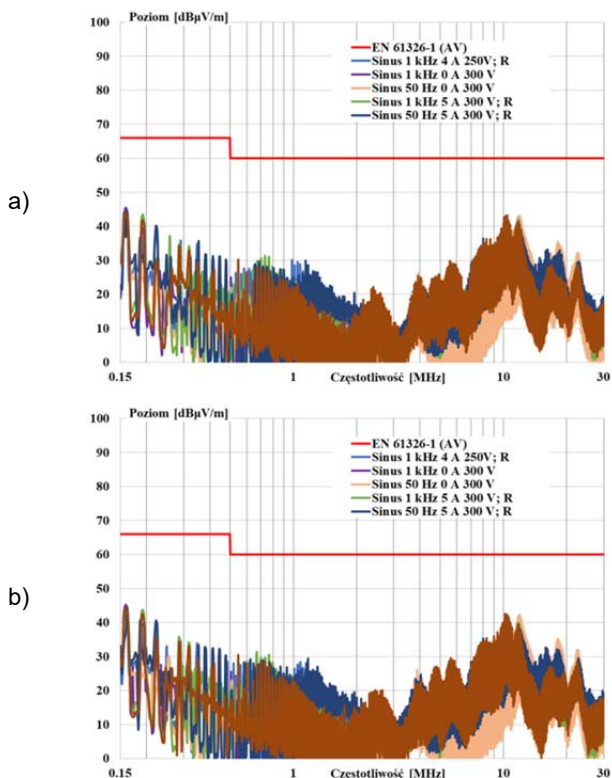 a)
Poziom [dBµV/m]
100
90
80
70
60
50
40
30
20
10
0
EN 61326-1 (AV)
Sinus 1 kHz 4 A 250V; R
Sinus 1 kHz 0 A 300 V
Sinus 50 Hz 0 A 300 V
Sinus 1 kHz 5 A 300 V; R
Sinus 50 Hz 5 A 300 V; R
0.15
1
Częstotliwość [MHz]
10
30
b)
Poziom [dBµV/m]
100
90
80
70
60
50
40
30
20
10
0
EN 61326-1 (AV)
Sinus 1 kHz 4 A 250V; R
Sinus 1 kHz 0 A 300 V
Sinus 50 Hz 0 A 300 V
Sinus 1 kHz 5 A 300 V; R
Sinus 50 Hz 5 A 300 V; R
0.15
1
Częstotliwość [MHz]
10
30